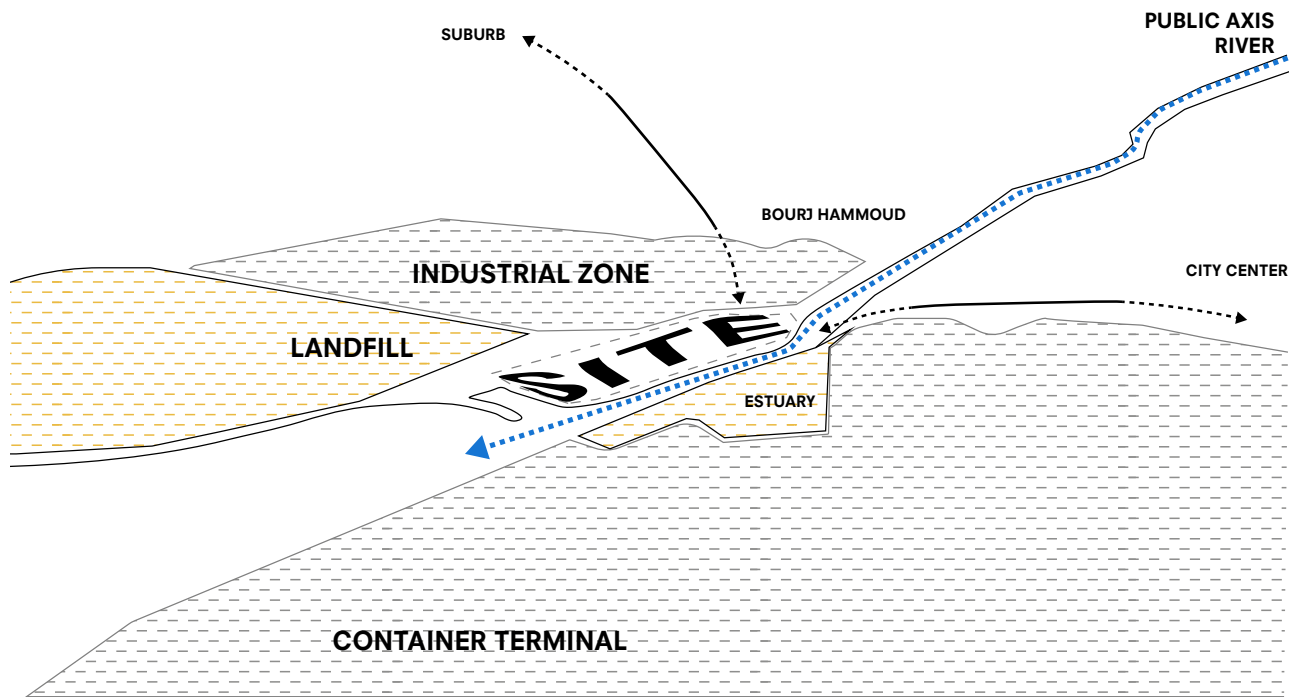 PUBLIC AXIS
RIVER
SUBURB
BOURJ HAMMOUD
INDUSTRIAL ZONE
CITY CENTER
SITE
LANDFILL
ESTUARY
CONTAINER TERMINAL